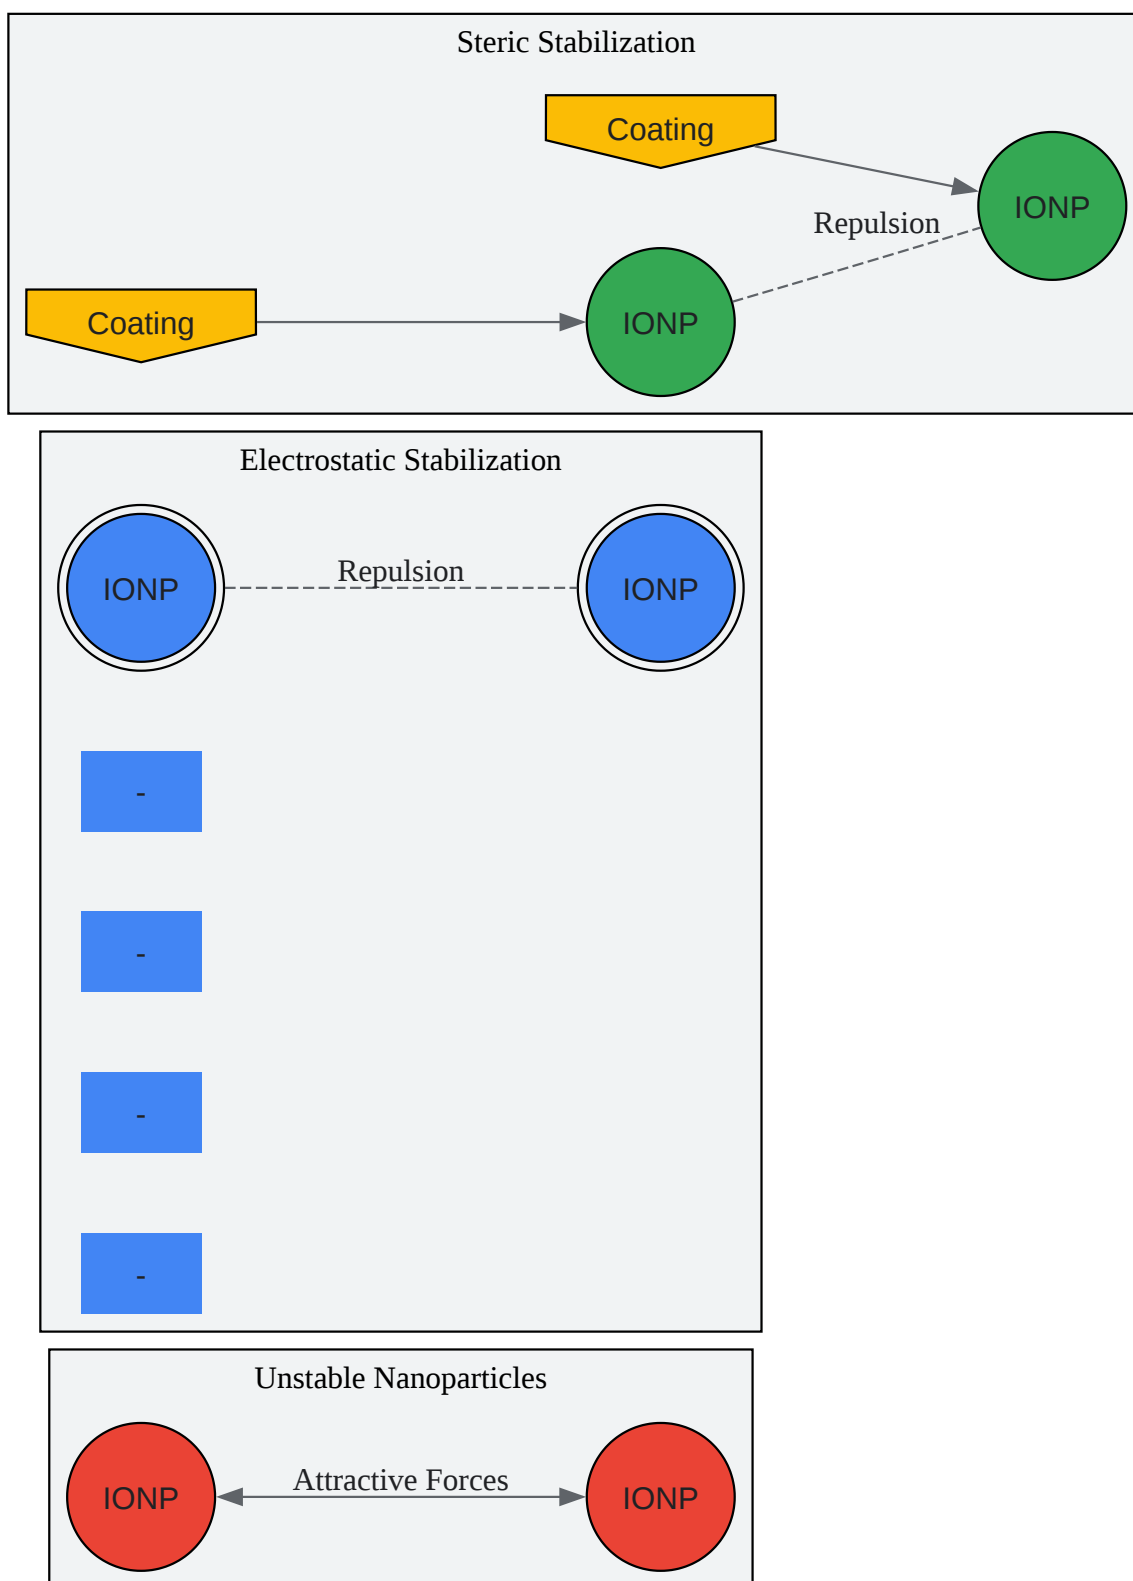 Steric Stabilization
Coating
IONP
Repulsion
Coating
IONP
Electrostatic Stabilization
IONP
Repulsion
IONP
-
-
-
-
Unstable Nanoparticles
IONP
Attractive Forces
IONP